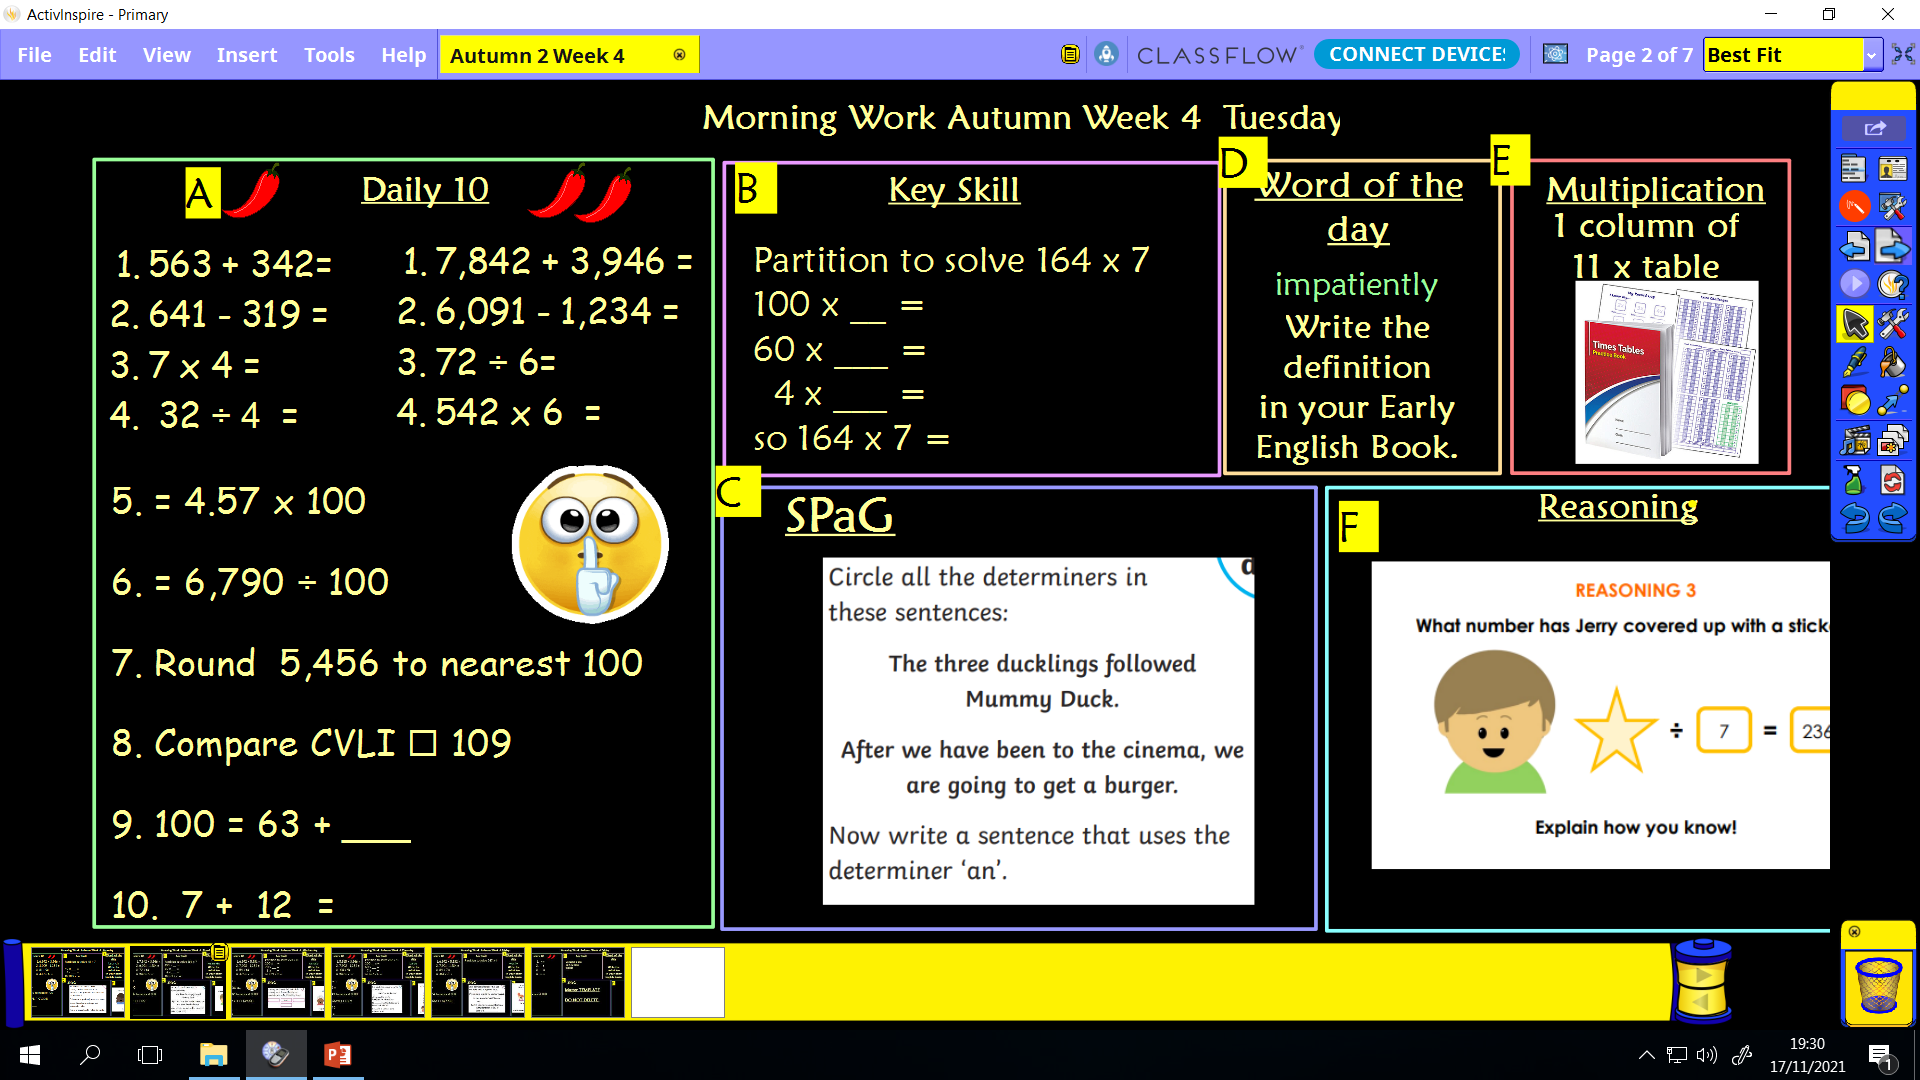 ActivInspire - Primary
File Edit View Insert Tools Help
Autumn 2 Week 4
CLASSFLOW
CONNECT DEVICES
Page 2 of 7
Best Fit
Morning Work Autumn Week 4 Tuesday
A
Daily 10
1. 563 + 342=
2. 641 - 319 =
3. 7 x 4 =
4. 32 ÷ 4 =
1. 7,842 + 3,946 =
2. 6,091 - 1,234 =
3. 72 ÷ 6=
4. 542 x 6 =
5. = 4.57 x 100
6. = 6,790 ÷ 100
7. Round 5,456 to nearest 100
8. Compare CVLI □ 109
9. 100 = 63 + ___
10. 7 + 12 =
B
Key Skill
Partition to solve 164 x 7
100 x __ =
60 x ___ =
4 x ___ =
so 164 x 7 =
C
SPaG
Circle all the determiners in
these sentences:
The three ducklings followed
Mummy Duck.
After we have been to the cinema, we
are going to get a burger.
Now write a sentence that uses the
determiner ‘an’.
D
Word of the
day
impatiently
Write the
definition
in your Early
English Book.
E
Multiplication
1 column of
11 x table
Times Tables
Practice Book
F
Reasoning
REASONING 3
What number has Jerry covered up with a stick
÷ 7 = 236
Explain how you know!
19:30
17/11/2021
1